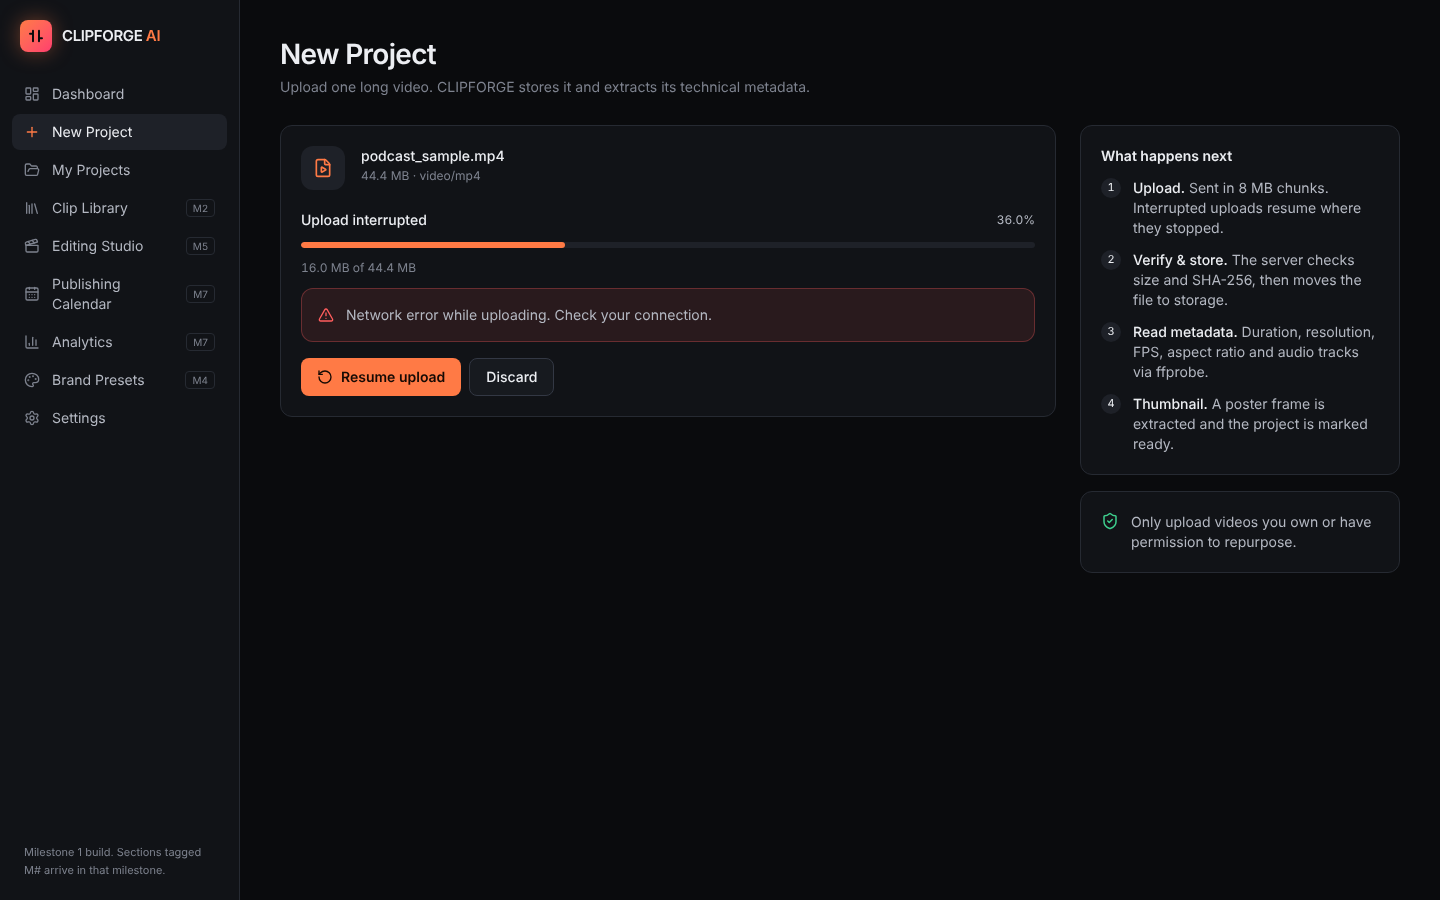 CLIPFORGE AI
Dashboard
New Project
My Projects
Clip Library M2
Editing Studio M5
Publishing
Calendar M7
Analytics M7
Brand Presets M4
Settings
Milestone 1 build. Sections tagged
M# arrive in that milestone.
New Project
Upload one long video. CLIPFORGE stores it and extracts its technical metadata.
podcast_sample.mp4
44.4 MB · video/mp4
Upload interrupted 36.0%
16.0 MB of 44.4 MB
Network error while uploading. Check your connection.
Resume upload Discard
What happens next
1 Upload. Sent in 8 MB chunks.
Interrupted uploads resume where
they stopped.
2 Verify & store. The server checks
size and SHA-256, then moves the
file to storage.
3 Read metadata. Duration, resolution,
FPS, aspect ratio and audio tracks
via ffprobe.
4 Thumbnail. A poster frame is
extracted and the project is marked
ready.
Only upload videos you own or have
permission to repurpose.